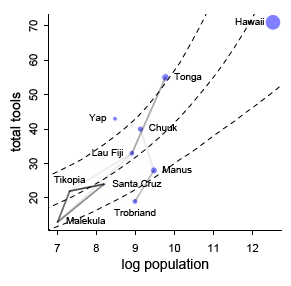 70
60
50
40
30
20
total tools
Hawaii
Tonga
Yap
Chuuk
Lau Fiji
Manus
Tikopia
Santa Cruz
Trobriand
Malekula
7 8 9 10 11 12
log population